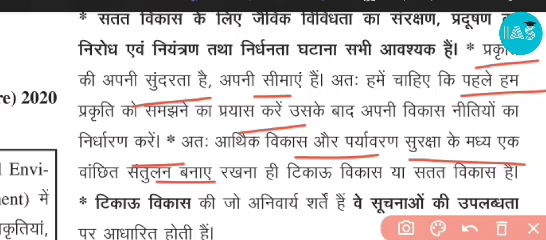 * सतत विकास के लिए जैविक विविधता का संरक्षण, प्रदूषण
निरोध एवं नियंत्रण तथा निर्धनता घटाना सभी आवश्यक हैं। *
की अपनी सुंदरता है, अपनी सीमाएं हैं। अतः हमें चाहिए कि पहले हम
re) 2020
प्रकृति को समझने का प्रयास करें उसके बाद अपनी विकास नीतियों का
निर्धारण करें। * अतः आर्थिक विकास और पर्यावरण सुरक्षा के मध्य एक
l Envi-
वांछित संतुलन बनाए रखना ही टिकाऊ विकास या सतत विकास है।
ent) में
* टिकाऊ विकास की जो अनिवार्य शर्तें हैं वे सूचनाओं की उपलब्धता
कृतियां,
पर आधारित होती हैं।
IAS